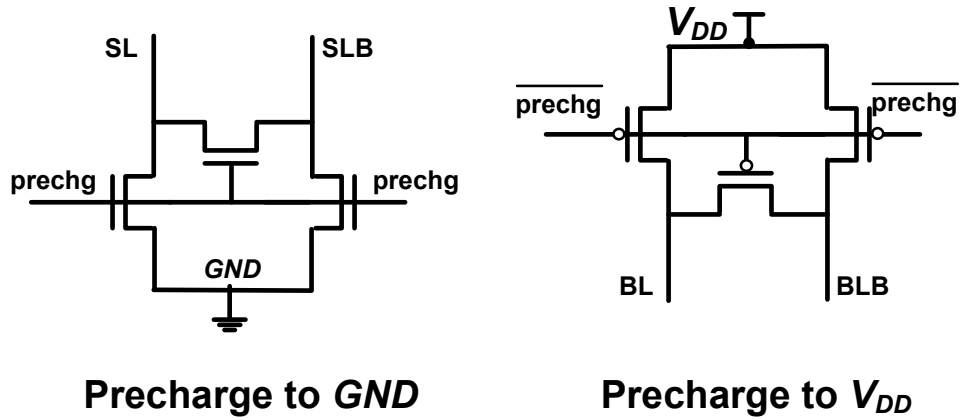 SL
SLB
prechg
prechg
GND
Precharge to GND
V_DD
prechg
prechg
BL
BLB
Precharge to V_DD